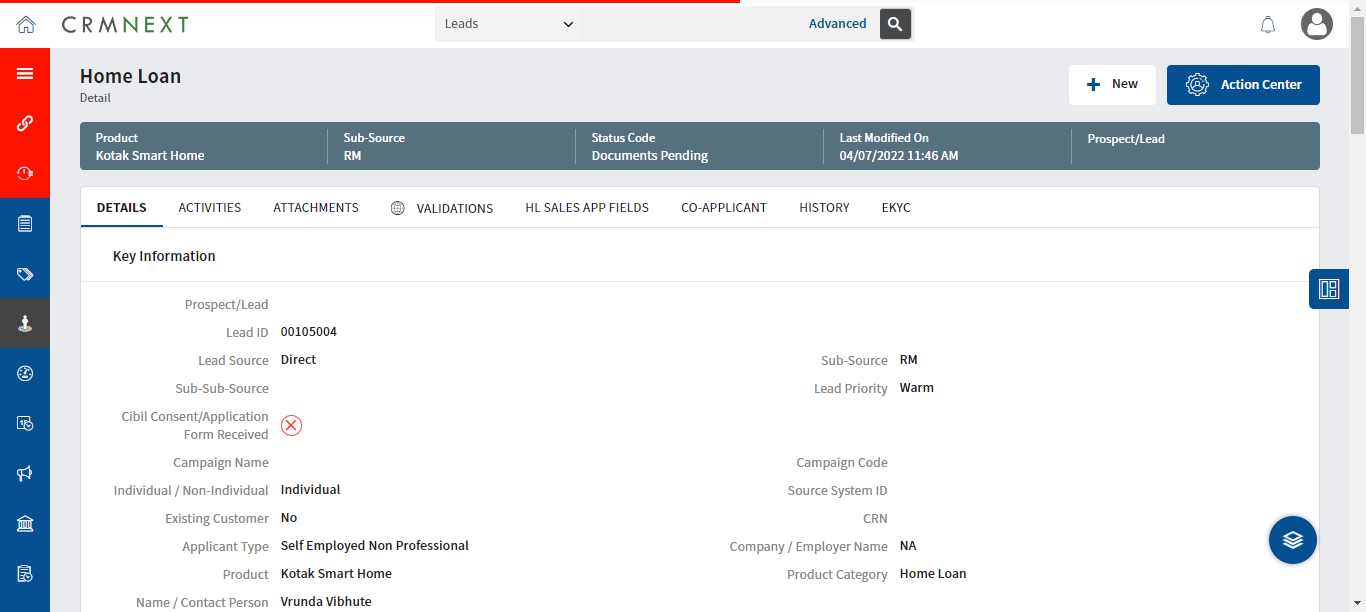 CRMNEXT
Leads
Advanced
Home Loan
Detail
New
Action Center
Product
Kotak Smart Home
Sub-Source
RM
Status Code
Documents Pending
Last Modified On
04/07/2022 11:46 AM
Prospect/Lead
DETAILS
ACTIVITIES
ATTACHMENTS
VALIDATIONS
HL SALES APP FIELDS
CO-APPLICANT
HISTORY
EKYC
Key Information
Prospect/Lead
Lead ID 00105004
Lead Source Direct
Sub-Source RM
Sub-Sub-Source
Lead Priority Warm
Cibil Consent/Application
Form Received
Campaign Name
Campaign Code
Individual / Non-Individual Individual
Source System ID
Existing Customer No
CRN
Applicant Type Self Employed Non Professional
Company / Employer Name NA
Product Kotak Smart Home
Product Category Home Loan
Name / Contact Person Vrunda Vibhute